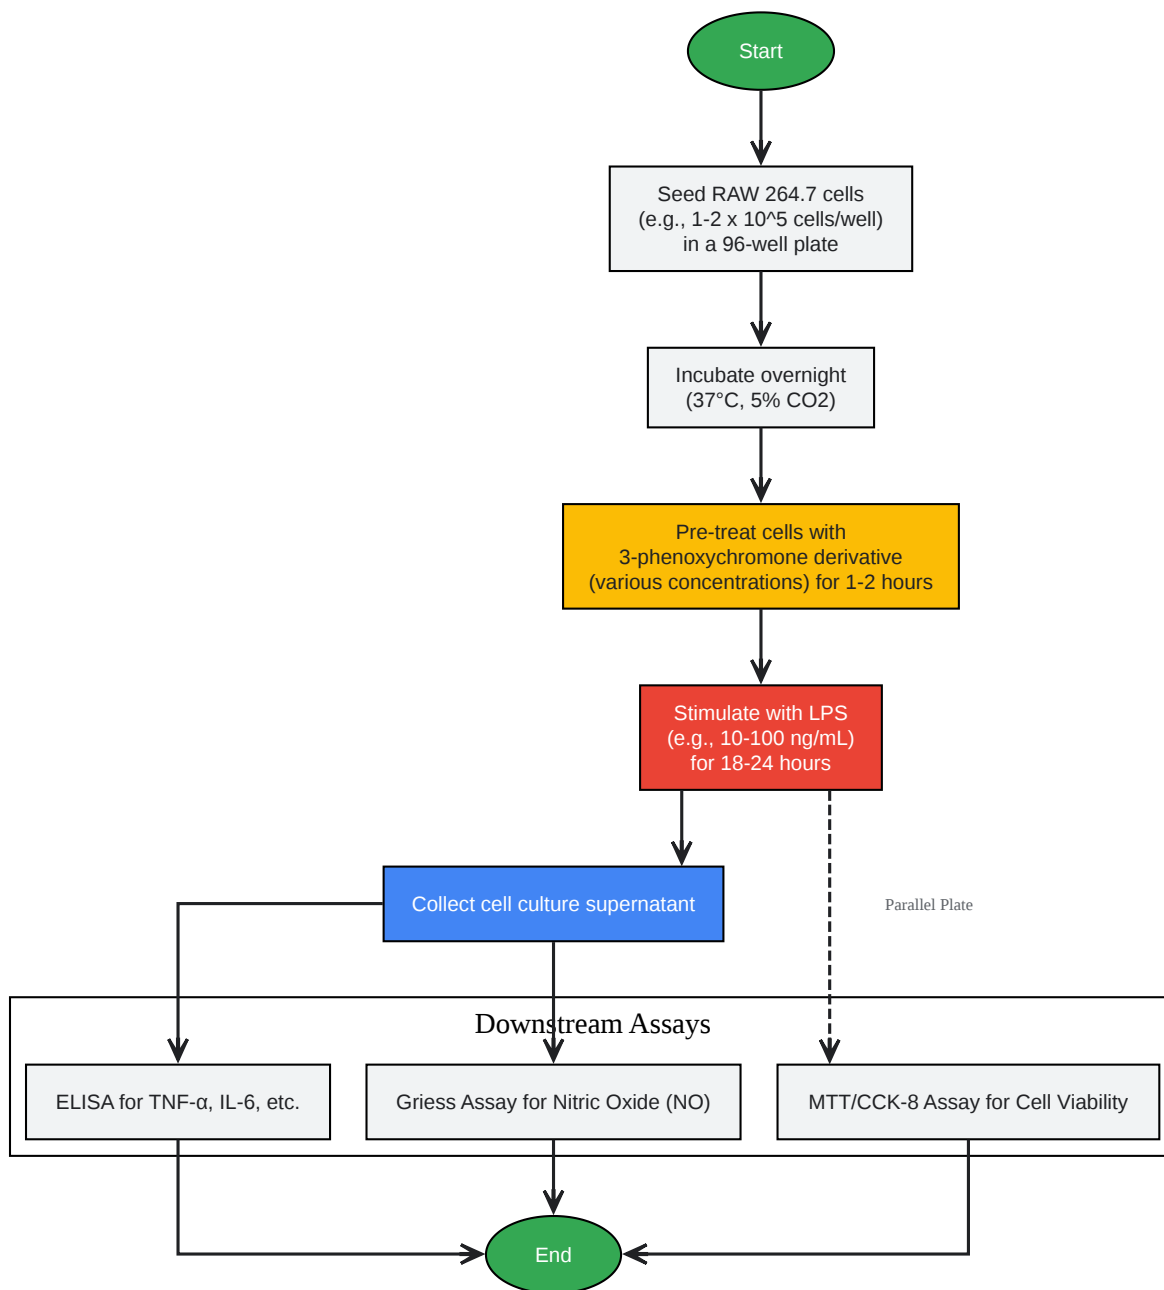 Start
Seed RAW 264.7 cells
(e.g., 1-2 x 10^5 cells/well)
in a 96-well plate
Incubate overnight
(37°C, 5% CO2)
Pre-treat cells with
3-phenoxychromone derivative
(various concentrations) for 1-2 hours
Stimulate with LPS
(e.g., 10-100 ng/mL)
for 18-24 hours
Collect cell culture supernatant
Parallel Plate
Downstream Assays
ELISA for TNF-α, IL-6, etc.
Griess Assay for Nitric Oxide (NO)
MTT/CCK-8 Assay for Cell Viability
End